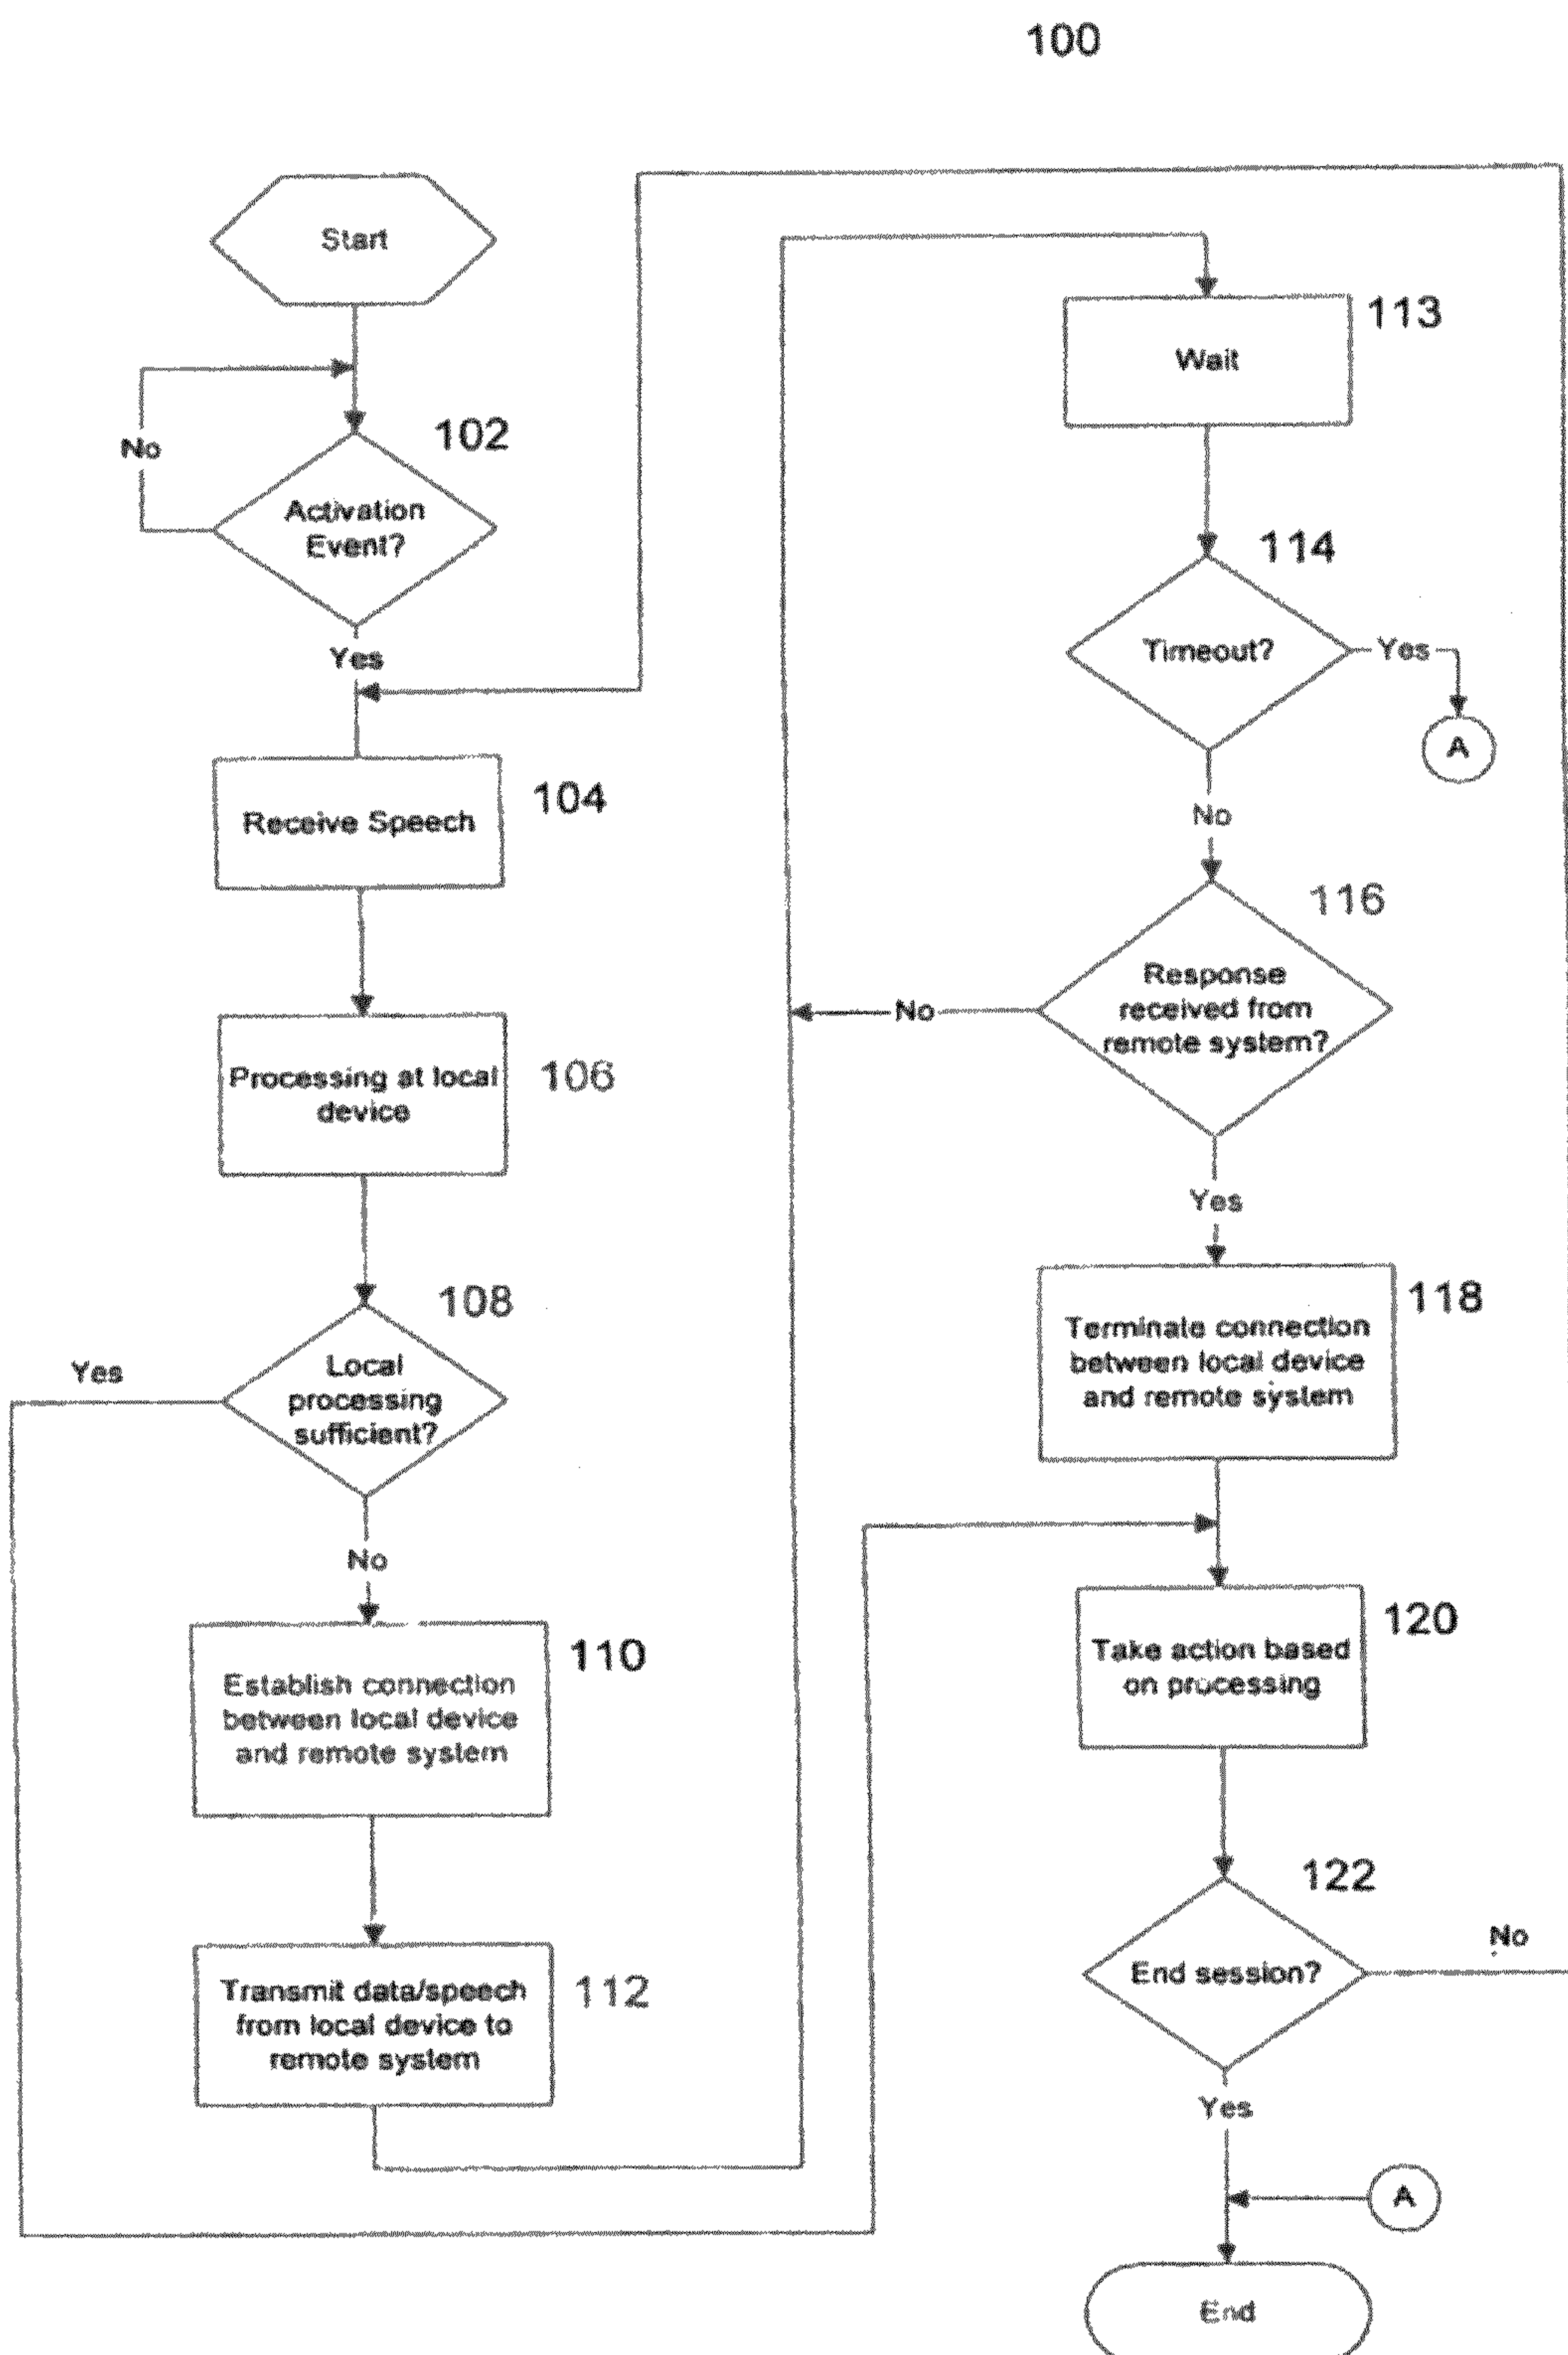 100
Start
No
102
Activation
Event?
Yes
Receive Speech
104
Processing at local
device
106
108
Yes
Local
processing
sufficient?
No
110
Establish connection
between local device
and remote system
Transmit data/speech
from local device to
remote system
112
113
Wait
114
Timeout?
Yes
A
No
116
Response
received from
remote system?
No
Yes
118
Terminate connection
between local device
and remote system
120
Take action based
on processing
122
No
End session?
Yes
A
End